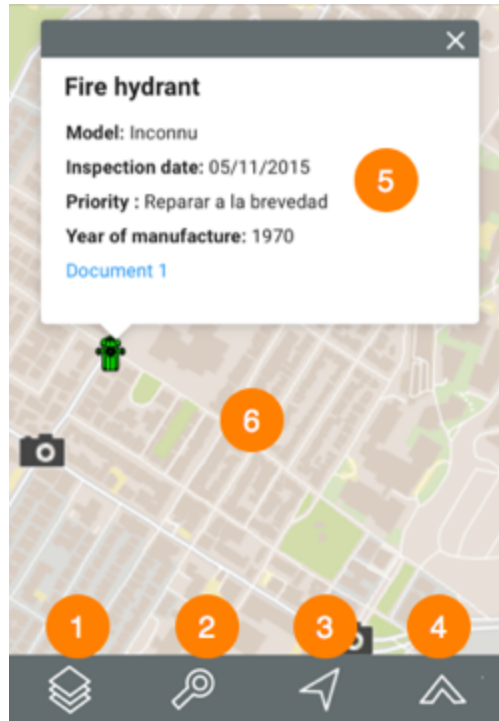 Fire hydrant
Model: Inconnu
Inspection date: 05/11/2015
Priority : Reparar a la brevedad
Year of manufacture: 1970
Document 1
5
6
1
2
3
4